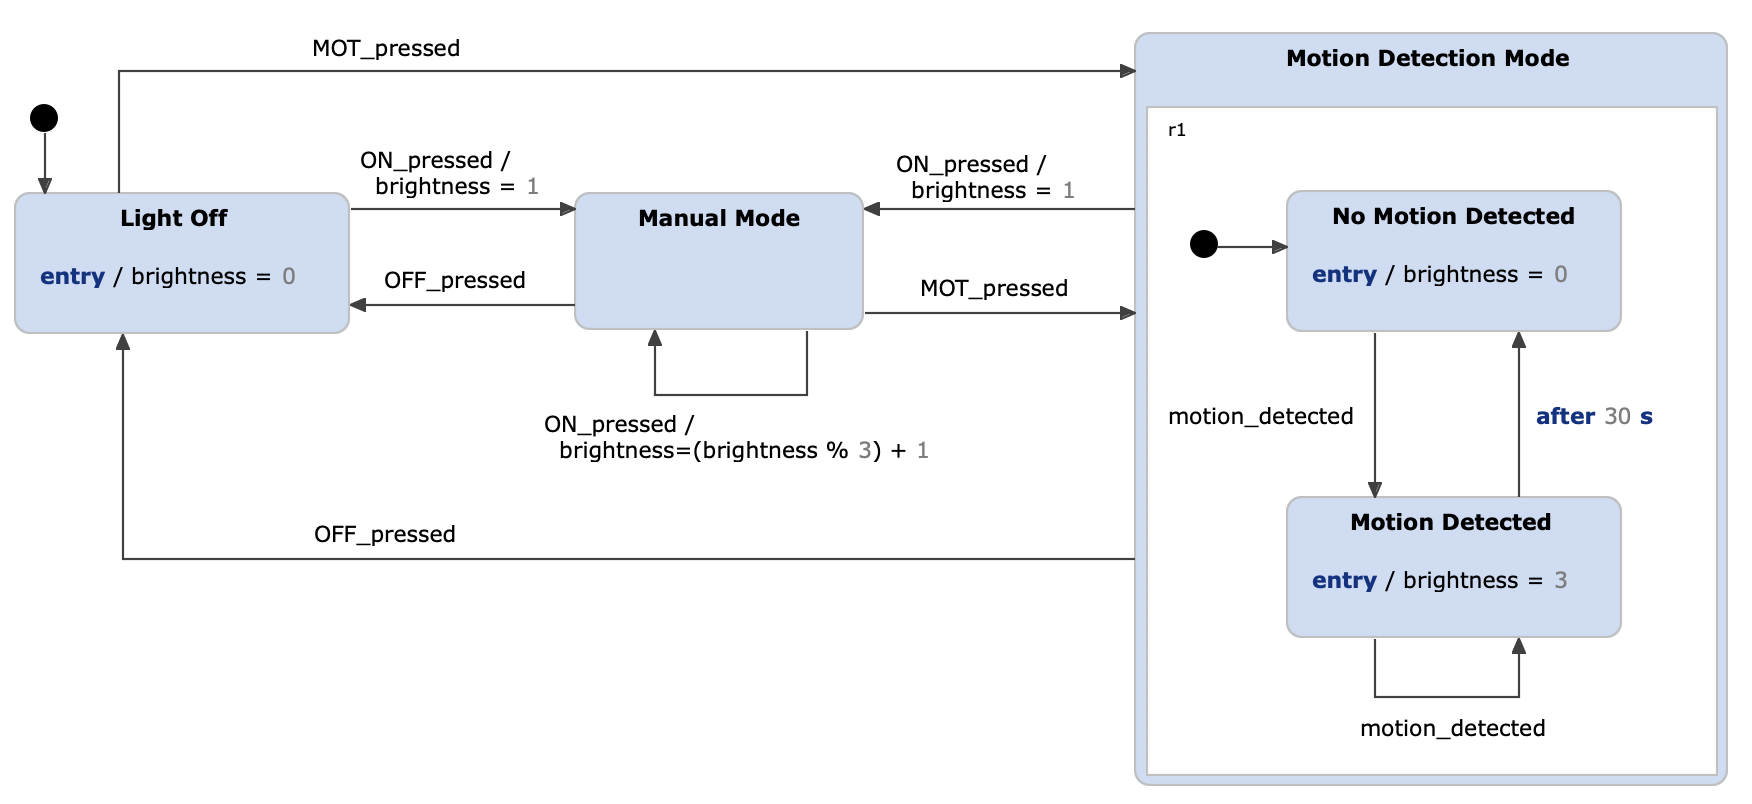 MOT_pressed
Motion Detection Mode
r1
ON_pressed /
brightness = 1
ON_pressed /
brightness = 1
Light Off
entry / brightness = 0
Manual Mode
No Motion Detected
entry / brightness = 0
OFF_pressed
MOT_pressed
ON_pressed /
brightness=(brightness % 3) + 1
motion_detected
after 30 s
OFF_pressed
Motion Detected
entry / brightness = 3
motion_detected